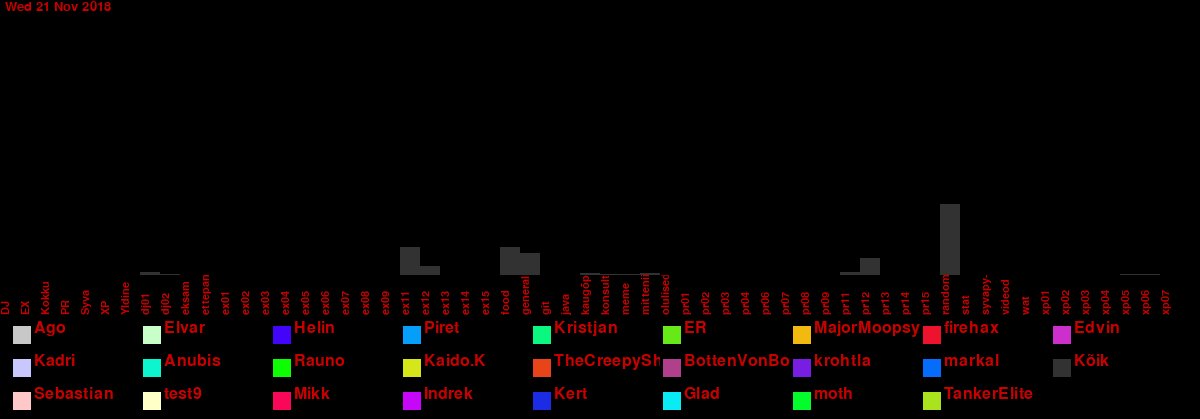 Wed 21 Nov 2018
DJ EX Kokku PR Syva XP Yldine dji01 dji02 eksam ettepan ex01 ex02 ex03 ex04 ex05 ex06 ex07 ex08 ex09 ex11 ex12 ex13 ex14 ex15 food general git java kaugõp konsult meme mitteniii olulised pr01 pr02 pr03 pr04 pr06 pr07 pr08 pr09 pr11 pr12 pr13 pr14 pr15 random stat syvapy- videod wat xp01 xp02 xp03 xp04 xp05 xp06 xp07
Ago Elvar Helin Piret Kristjan ER MajorMoopsy firehax Edvin
Kadri Anubis Rauno Kaido.K TheCreepySh BottenVonBo krohtla markal Kõik
Sebastian test9 Mikk Indrek Kert Glad moth TankerElite